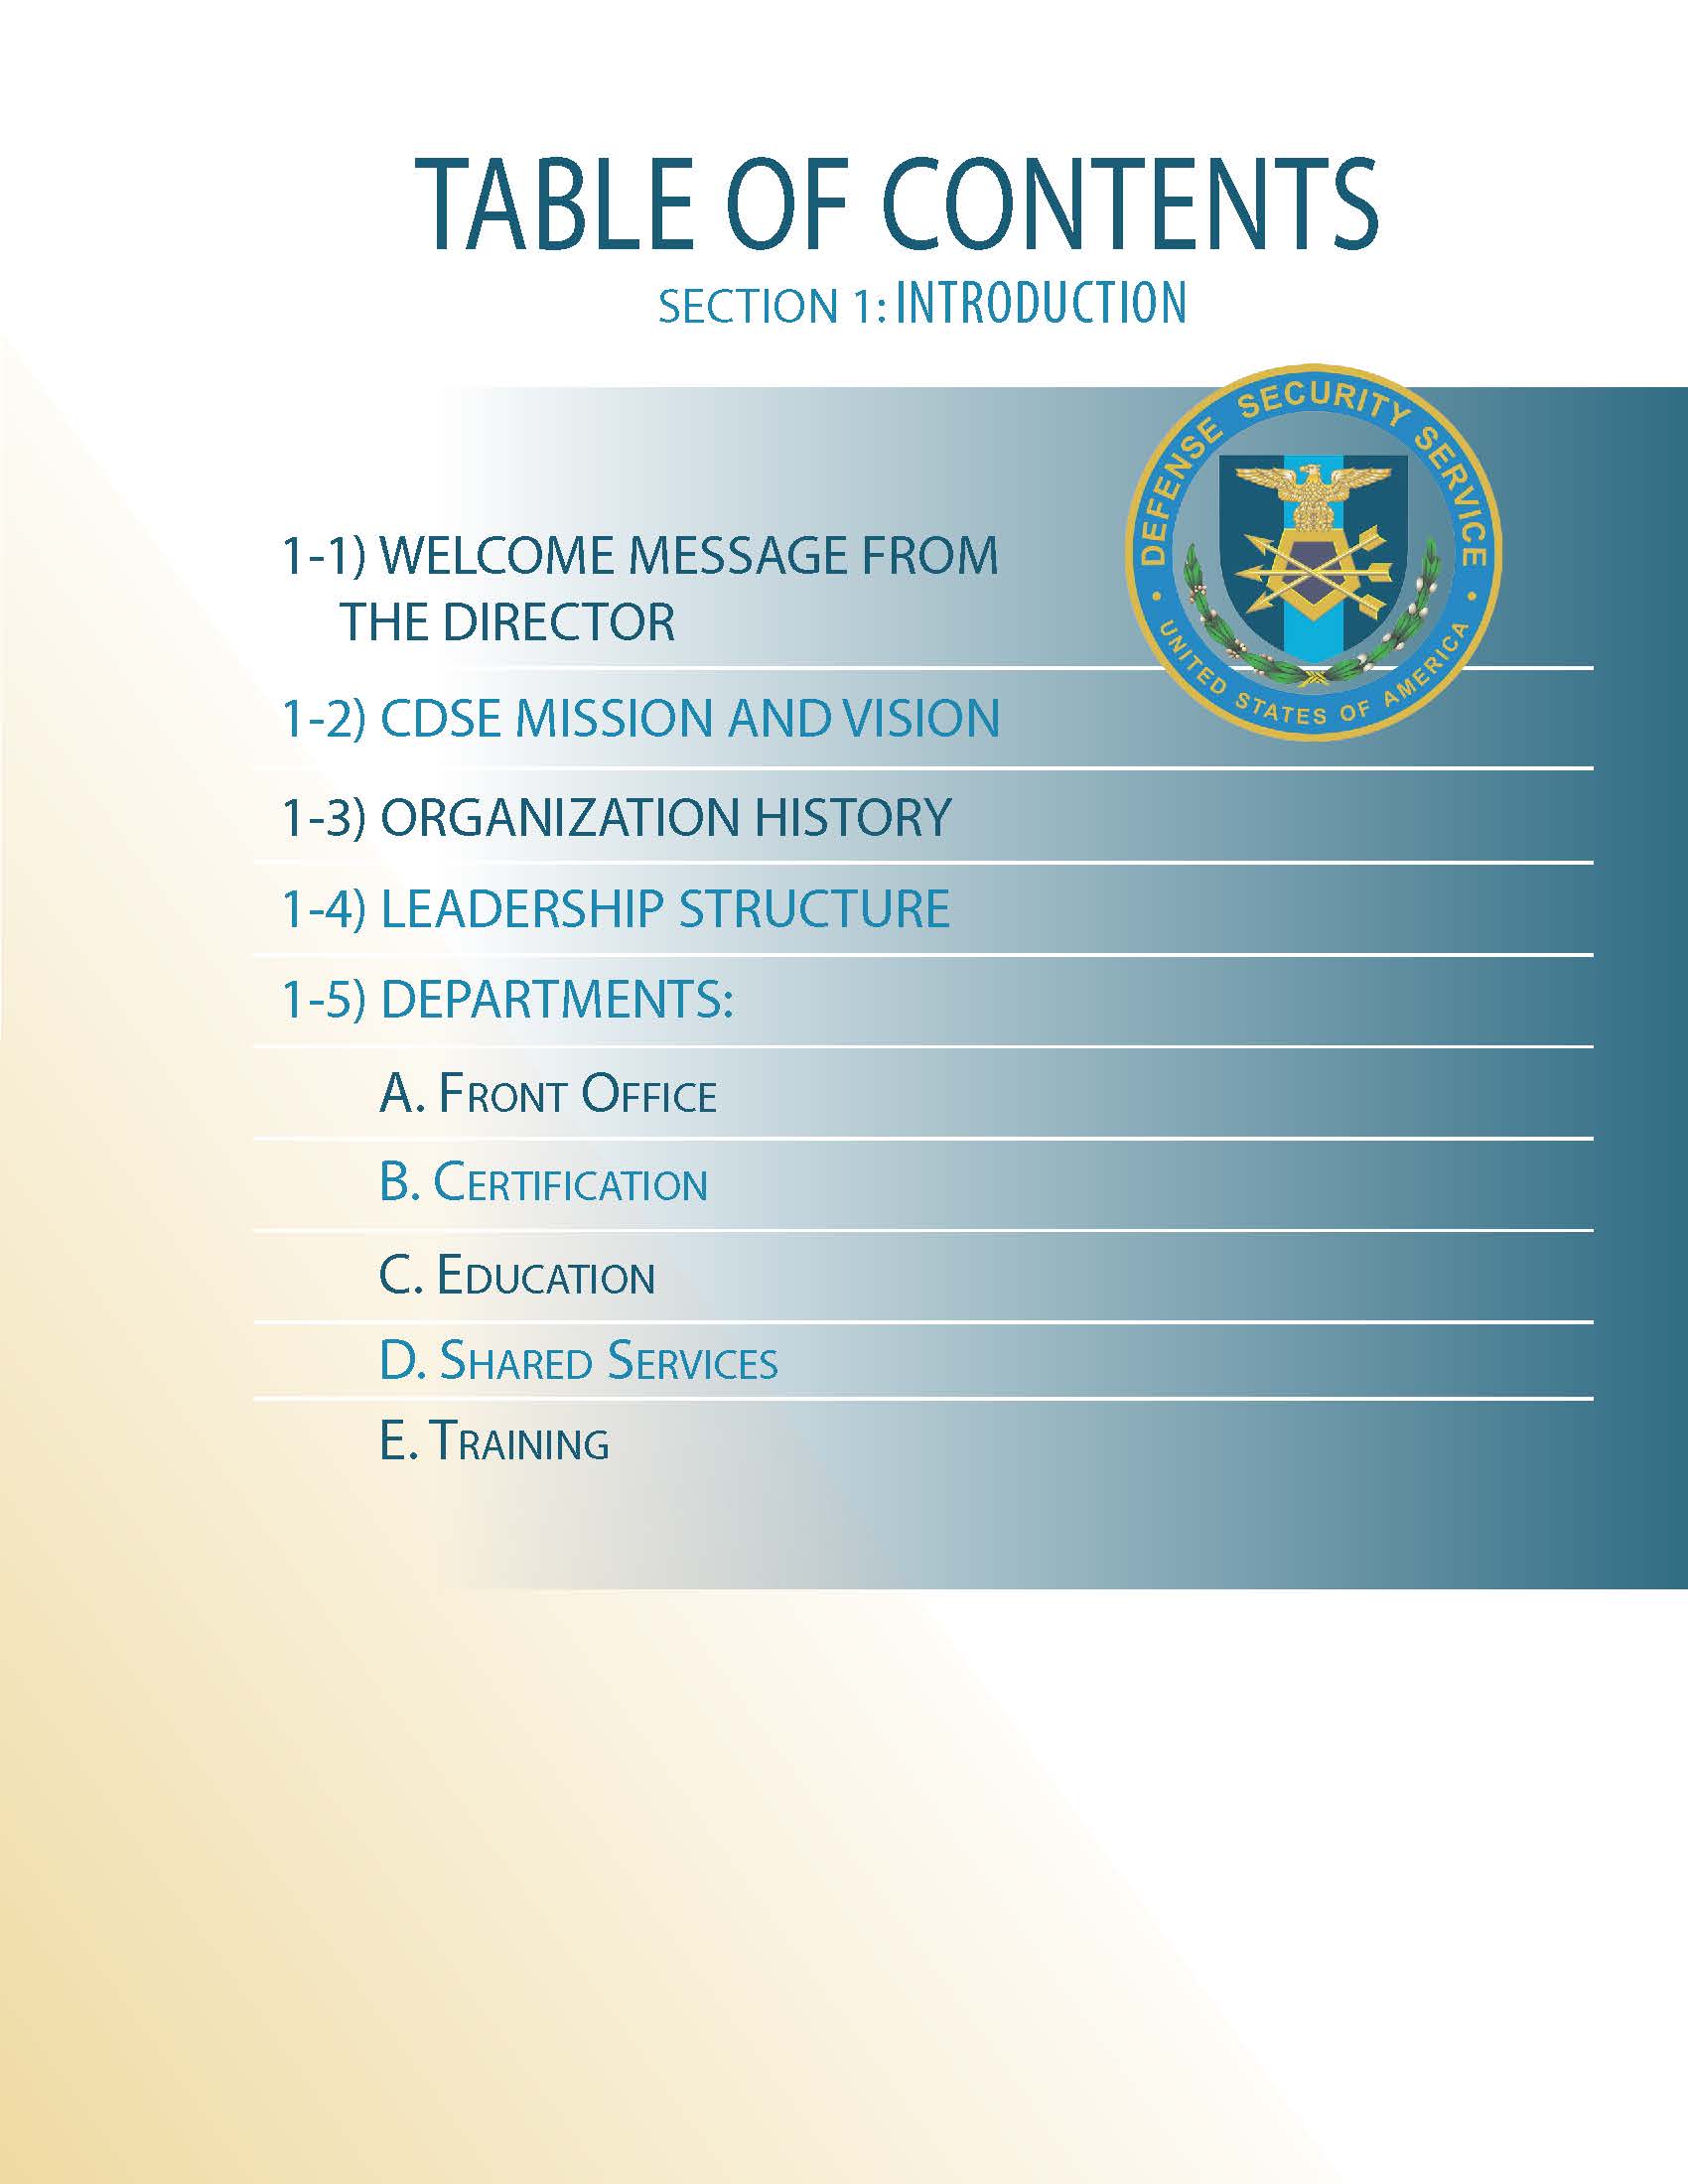 TABLE OF CONTENTS
SECTION 1: INTRODUCTION
DEFENSE SECURITY SERVICE
UNITED STATES OF AMERICA
1-1) WELCOME MESSAGE FROM
THE DIRECTOR
1-2) CDSE MISSION AND VISION
1-3) ORGANIZATION HISTORY
1-4) LEADERSHIP STRUCTURE
1-5) DEPARTMENTS:
A. FRONT OFFICE
B. CERTIFICATION
C. EDUCATION
D. SHARED SERVICES
E. TRAINING